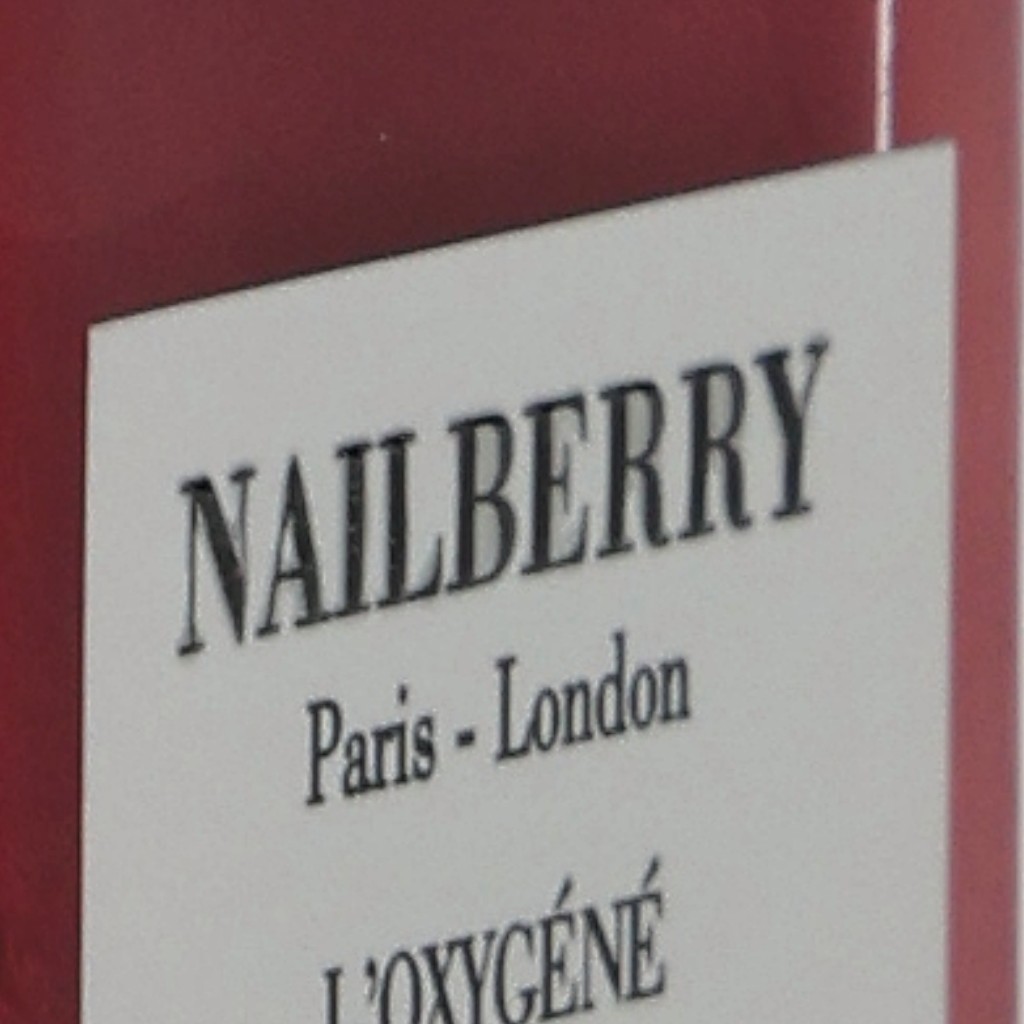 NAILBERRY
Paris - London
L'OXYGÉNÉ